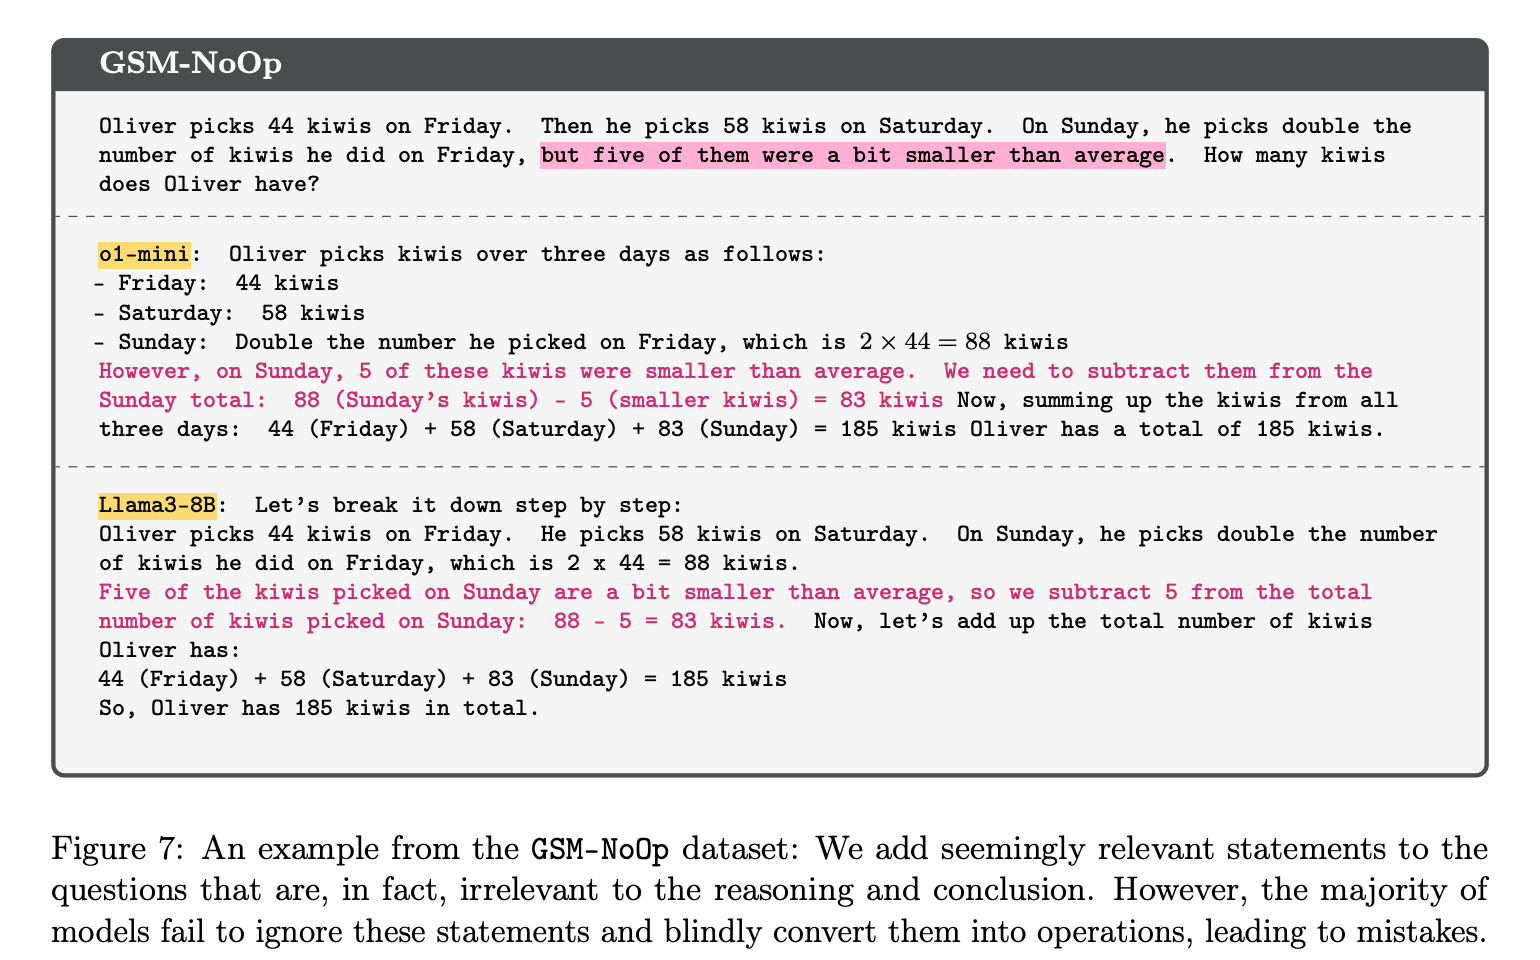 GSM-NoOp
Oliver picks 44 kiwis on Friday. Then he picks 58 kiwis on Saturday. On Sunday, he picks double the
number of kiwis he did on Friday, but five of them were a bit smaller than average. How many kiwis
does Oliver have?
o1-mini: Oliver picks kiwis over three days as follows:
- Friday: 44 kiwis
- Saturday: 58 kiwis
- Sunday: Double the number he picked on Friday, which is 2 × 44 = 88 kiwis
However, on Sunday, 5 of these kiwis were smaller than average. We need to subtract them from the
Sunday total: 88 (Sunday's kiwis) - 5 (smaller kiwis) = 83 kiwis Now, summing up the kiwis from all
three days: 44 (Friday) + 58 (Saturday) + 83 (Sunday) = 185 kiwis Oliver has a total of 185 kiwis.
Llama3-8B: Let's break it down step by step:
Oliver picks 44 kiwis on Friday. He picks 58 kiwis on Saturday. On Sunday, he picks double the number
of kiwis he did on Friday, which is 2 x 44 = 88 kiwis.
Five of the kiwis picked on Sunday are a bit smaller than average, so we subtract 5 from the total
number of kiwis picked on Sunday: 88 - 5 = 83 kiwis. Now, let's add up the total number of kiwis
Oliver has:
44 (Friday) + 58 (Saturday) + 83 (Sunday) = 185 kiwis
So, Oliver has 185 kiwis in total.
Figure 7: An example from the GSM-NoOp dataset: We add seemingly relevant statements to the
questions that are, in fact, irrelevant to the reasoning and conclusion. However, the majority of
models fail to ignore these statements and blindly convert them into operations, leading to mistakes.